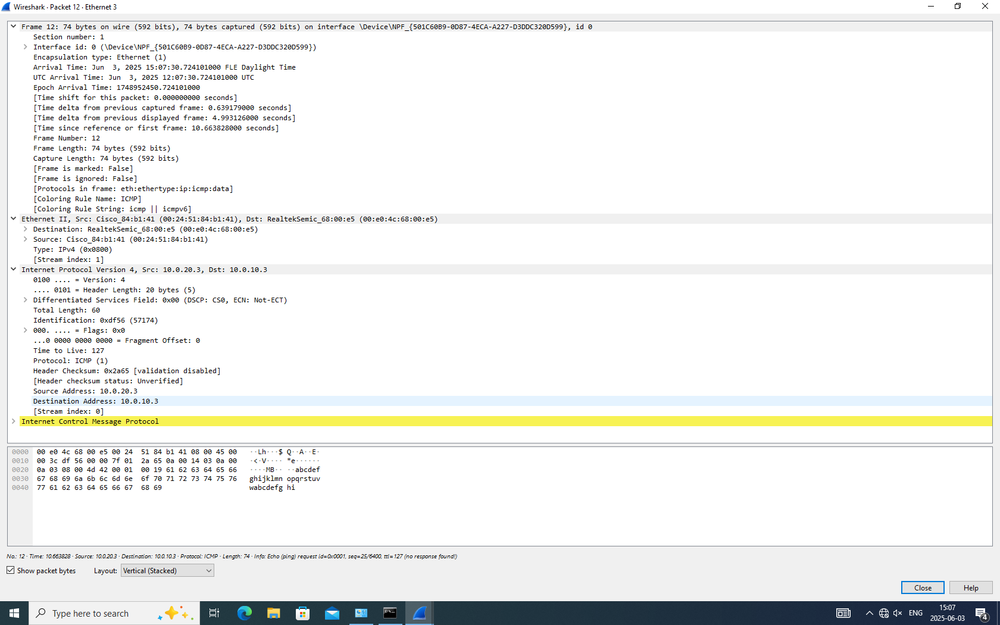 Wireshark · Packet 12 · Ethernet 3
Frame 12: 74 bytes on wire (592 bits), 74 bytes captured (592 bits) on interface \Device\NPF_{501C60B9-0D87-4ECA-A227-D3DDC320D599}, id 0
Section number: 1
Interface id: 0 (\Device\NPF_{501C60B9-0D87-4ECA-A227-D3DDC320D599})
Encapsulation type: Ethernet (1)
Arrival Time: Jun  3, 2025 15:07:30.724101000 FLE Daylight Time
UTC Arrival Time: Jun  3, 2025 12:07:30.724101000 UTC
Epoch Arrival Time: 1748952450.724101000
[Time shift for this packet: 0.000000000 seconds]
[Time delta from previous captured frame: 0.639179000 seconds]
[Time delta from previous displayed frame: 4.993126000 seconds]
[Time since reference or first frame: 10.663828000 seconds]
Frame Number: 12
Frame Length: 74 bytes (592 bits)
Capture Length: 74 bytes (592 bits)
[Frame is marked: False]
[Frame is ignored: False]
[Protocols in frame: eth:ethertype:ip:icmp:data]
[Coloring Rule Name: ICMP]
[Coloring Rule String: icmp || icmpv6]
Ethernet II, Src: Cisco_84:b1:41 (00:24:51:84:b1:41), Dst: RealtekSemic_68:00:e5 (00:e0:4c:68:00:e5)
Destination: RealtekSemic_68:00:e5 (00:e0:4c:68:00:e5)
Source: Cisco_84:b1:41 (00:24:51:84:b1:41)
Type: IPv4 (0x0800)
[Stream index: 1]
Internet Protocol Version 4, Src: 10.0.20.3, Dst: 10.0.10.3
0100 .... = Version: 4
.... 0101 = Header Length: 20 bytes (5)
Differentiated Services Field: 0x00 (DSCP: CS0, ECN: Not-ECT)
Total Length: 60
Identification: 0xdf56 (57174)
000. .... = Flags: 0x0
...0 0000 0000 0000 = Fragment Offset: 0
Time to Live: 127
Protocol: ICMP (1)
Header Checksum: 0x2a65 [validation disabled]
[Header checksum status: Unverified]
Source Address: 10.0.20.3
Destination Address: 10.0.10.3
[Stream index: 0]
Internet Control Message Protocol
0000 00 e0 4c 68 00 e5 00 24 51 84 b1 41 08 00 45 00 ··Lh···$ Q··A··E·
0010 00 3c df 56 00 00 7f 01 2a 65 0a 00 14 03 0a 00 ·<·V···· *e······
0020 0a 03 08 00 4d 42 00 01 00 19 61 62 63 64 65 66 ····MB·· ··abcdef
0030 67 68 69 6a 6b 6c 6d 6e 6f 70 71 72 73 74 75 76 ghijklmn opqrstuv
0040 77 61 62 63 64 65 66 67 68 69 wabcdefg hi
No.: 12 · Time: 10.663828 · Source: 10.0.20.3 · Destination: 10.0.10.3 · Protocol: ICMP · Length: 74 · Info: Echo (ping) request id=0x0001, seq=25/6400, ttl=127 (no response found!)
Show packet bytes Layout: Vertical (Stacked)
Close Help
Type here to search
ENG 15:07
2025-06-03
4